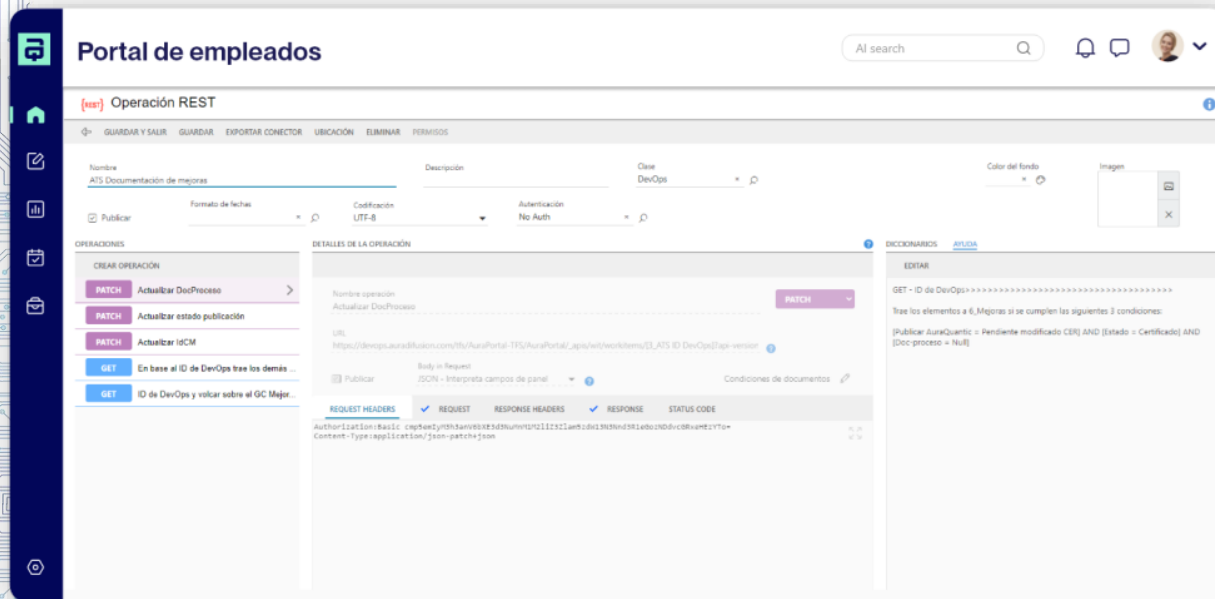 Portal de empleados
AI search
{REST} Operación REST
GUARDAR Y SALIR GUARDAR EXPORTAR CONECTOR UBICACIÓN ELIMINAR PERMISOS
Nombre
ATS Documentación de mejoras
Descripción
Clase
DevOps
Color del fondo
Imagen
Publicar
Formato de fechas
Codificación
UTF-8
Autenticación
No Auth
OPERACIONES
CREAR OPERACIÓN
PATCH Actualizar DocProceso
PATCH Actualizar estado publicación
PATCH Actualizar IdCM
GET En base al ID de DevOps trae los demás ...
GET ID de DevOps y volcar sobre el GC Mejor...
DETALLES DE LA OPERACIÓN
Nombre operación
Actualizar DocProceso
PATCH
URL
Publicar
Body in Request
JSON - Interpreta campos de panel
Condiciones de documentos
REQUEST HEADERS REQUEST RESPONSE HEADERS RESPONSE STATUS CODE
Authorization:Basic
Content-Type:application/json-patch+json
DICCIONARIOS AYUDA
EDITAR
GET - ID de DevOps>>>>>>>>>>>>>>>>>>>>>>>>>>>>>>>>>>>>
Trae los elementos a 6_Mejoras si se cumplen las siguientes 3 condiciones:
[Publicar AuraQuantic = Pendiente modificado CER] AND [Estado = Certificado] AND
[Doc-proceso = Null]